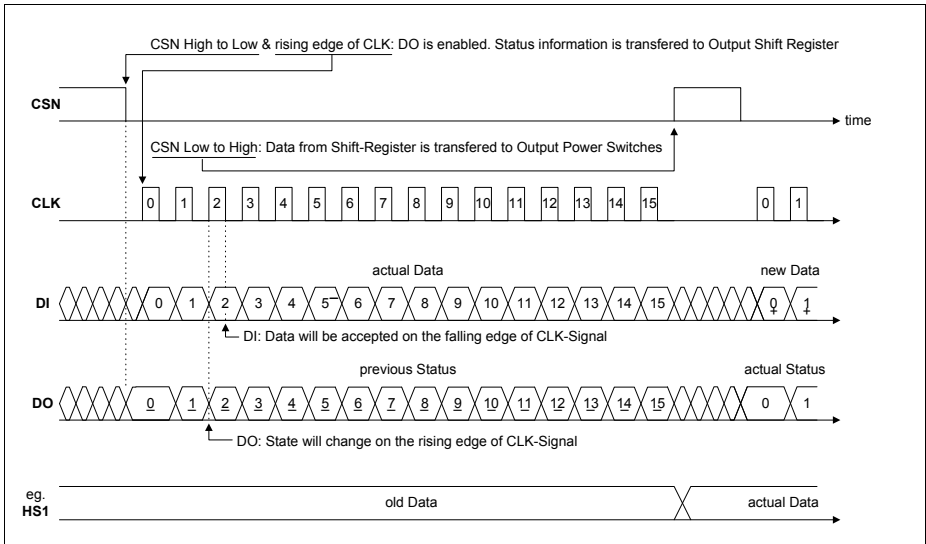 CSN High to Low & rising edge of CLK: DO is enabled. Status information is transfered to Output Shift Register
CSN
time
CSN Low to High: Data from Shift-Register is transfered to Output Power Switches
CLK
0 1 2 3 4 5 6 7 8 9 10 11 12 13 14 15 0 1
actual Data
new Data
DI
0 1 2 3 4 5 6 7 8 9 10 11 12 13 14 15 0 1
DI: Data will be accepted on the falling edge of CLK-Signal
previous Status
actual Status
DO
0 1 2 3 4 5 6 7 8 9 10 11 12 13 14 15 0 1
DO: State will change on the rising edge of CLK-Signal
eg.
HS1
old Data
actual Data